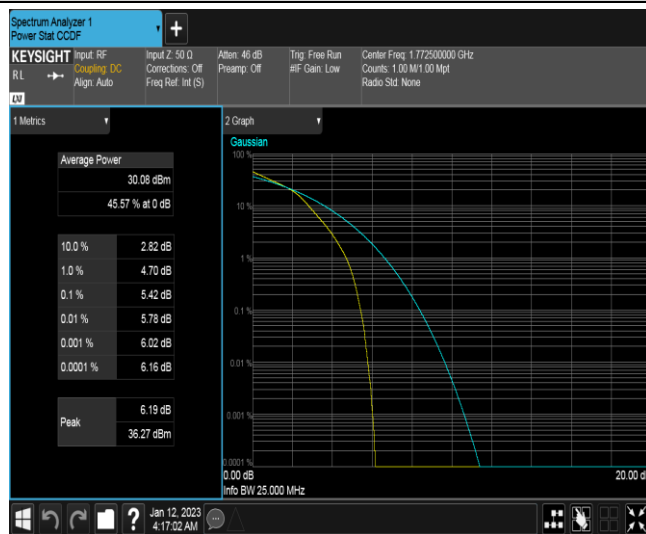 Spectrum Analyzer 1
Power Stat CCDF
+
KEYSIGHT
RL
LXI
Input: RF
Coupling: DC
Align: Auto
Input Z: 50 Ω
Corrections: Off
Freq Ref: Int (S)
Atten: 46 dB
Preamp: Off
Trig: Free Run
#IF Gain: Low
Center Freq: 1.772500000 GHz
Counts: 1.00 M/1.00 Mpt
Radio Std: None
1 Metrics
Average Power
30.08 dBm
45.57 % at 0 dB
10.0 % 2.82 dB
1.0 % 4.70 dB
0.1 % 5.42 dB
0.01 % 5.78 dB
0.001 % 6.02 dB
0.0001 % 6.16 dB
Peak
6.19 dB
36.27 dBm
2 Graph
Gaussian
100 %
10 %
1 %
0.1 %
0.01 %
0.001 %
0.0001 %
0.00 dB 20.00 d
Info BW 25.000 MHz
?
Jan 12, 2023
4:17:02 AM